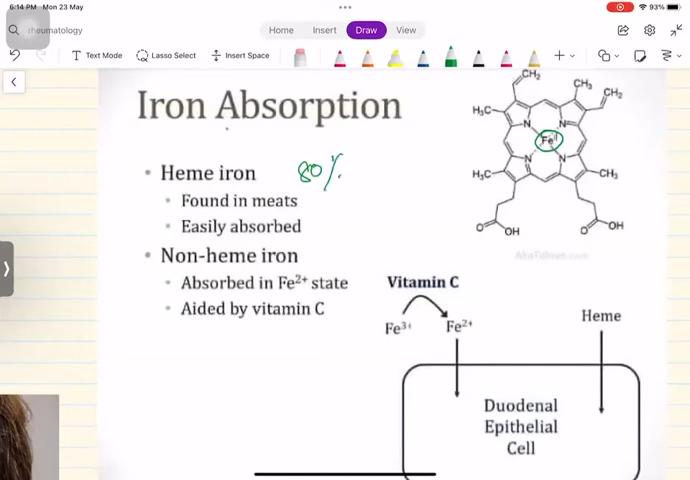 6:14 PM Mon 23 May
93%
rheumatology
Home Insert Draw View
Text Mode Lasso Select Insert Space
Iron Absorption
• Heme iron 80%
• Found in meats
• Easily absorbed
• Non-heme iron
• Absorbed in Fe²⁺ state
• Aided by vitamin C
CH₂
CH₃
CH₂
H₃C
N N
Fe
N N
H₃C
CH₃
O OH
O OH
Vitamin C
Fe³⁺ Fe²⁺
Heme
Duodenal
Epithelial
Cell